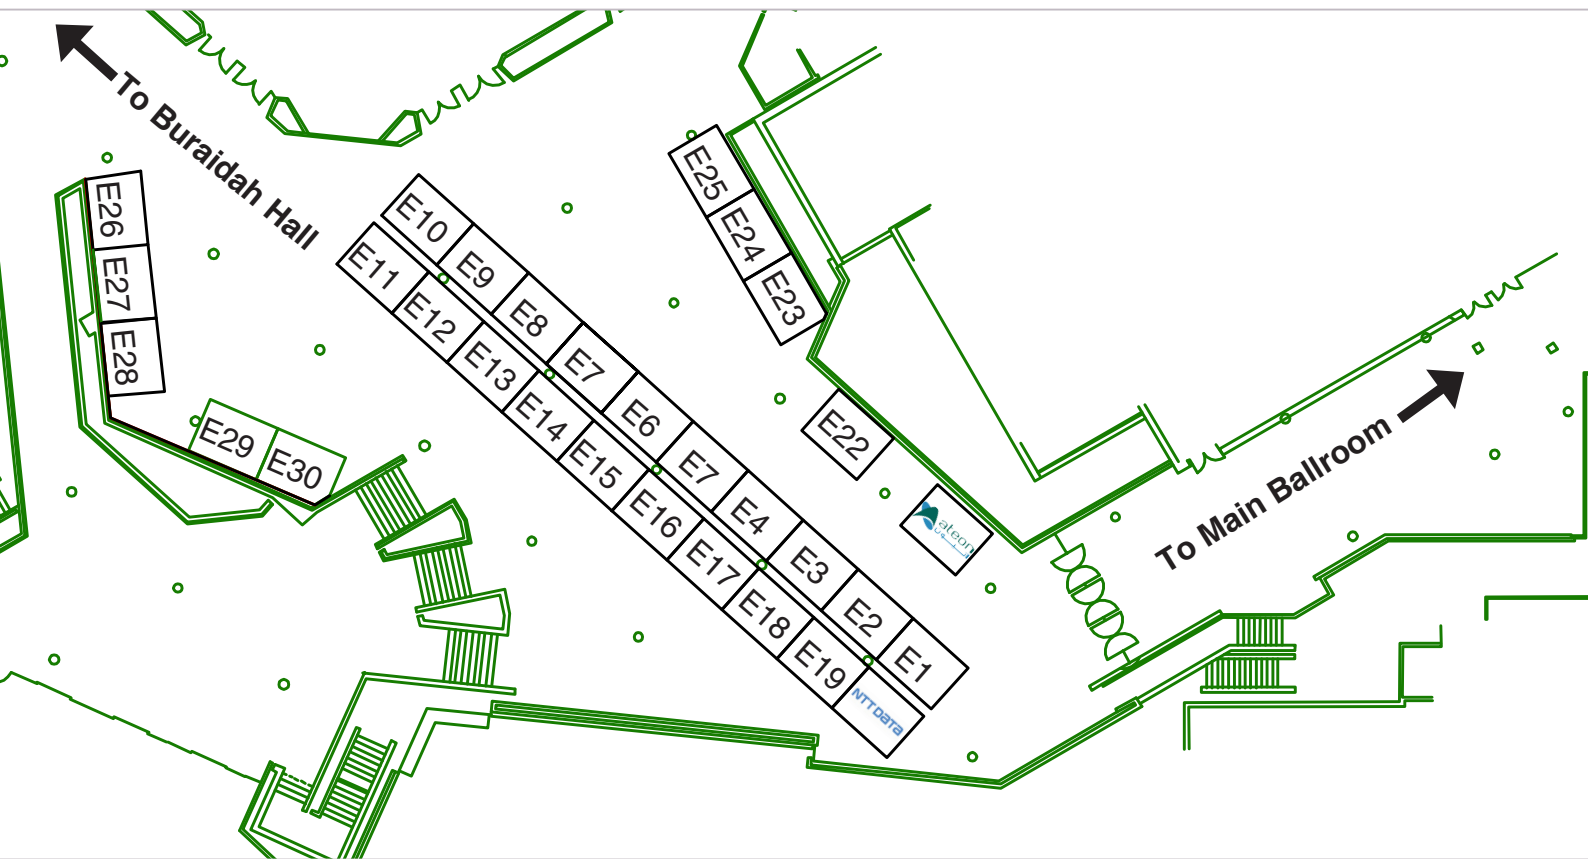 To Buraidah Hall
E26
E27
E28
E29
E30
E10
E9
E8
E7
E6
E7
E4
E3
E2
E1
E11
E12
E13
E14
E15
E16
E17
E18
E19
NTT DATA
E25
E24
E23
E22
ateon
To Main Ballroom